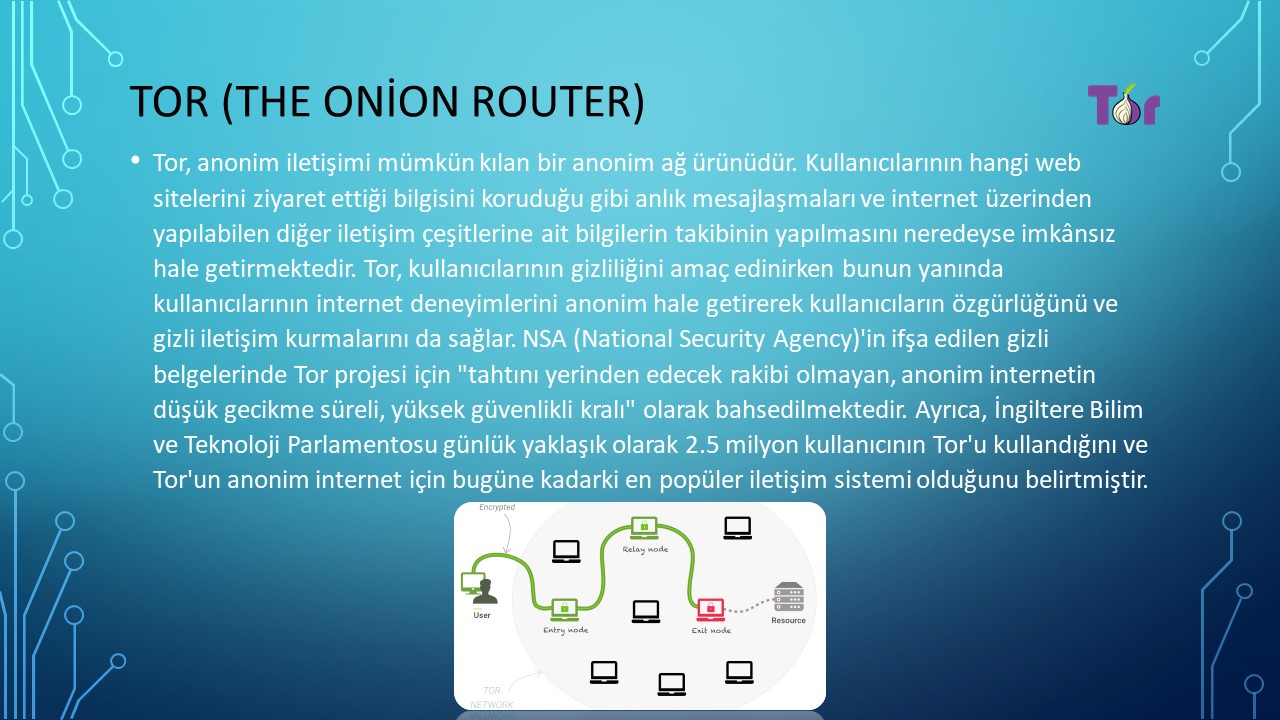 TOR (THE ONİON ROUTER)
Tor
• Tor, anonim iletişimi mümkün kılan bir anonim ağ ürünüdür. Kullanıcılarının hangi web
sitelerini ziyaret ettiği bilgisini koruduğu gibi anlık mesajlaşmaları ve internet üzerinden
yapılabilen diğer iletişim çeşitlerine ait bilgilerin takibinin yapılmasını neredeyse imkânsız
hale getirmektedir. Tor, kullanıcılarının gizliliğini amaç edinirken bunun yanında
kullanıcılarının internet deneyimlerini anonim hale getirerek kullanıcıların özgürlüğünü ve
gizli iletişim kurmalarını da sağlar. NSA (National Security Agency)'in ifşa edilen gizli
belgelerinde Tor projesi için "tahtını yerinden edecek rakibi olmayan, anonim internetin
düşük gecikme süreli, yüksek güvenlikli kralı" olarak bahsedilmektedir. Ayrıca, İngiltere Bilim
ve Teknoloji Parlamentosu günlük yaklaşık olarak 2.5 milyon kullanıcının Tor'u kullandığını ve
Tor'un anonim internet için bugüne kadarki en popüler iletişim sistemi olduğunu belirtmiştir.
Encrypted
Relay node
User
Entry node
Exit node
Resource
TOR
NETWORK